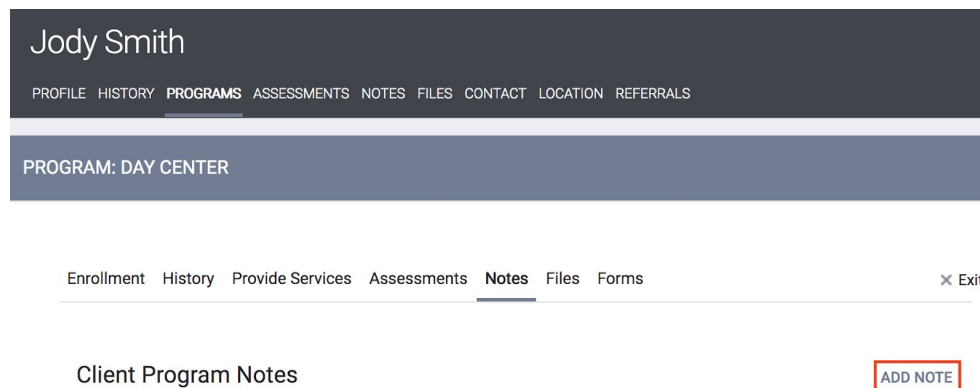 Jody Smith
PROFILE HISTORY PROGRAMS ASSESSMENTS NOTES FILES CONTACT LOCATION REFERRALS
PROGRAM: DAY CENTER
Enrollment History Provide Services Assessments Notes Files Forms × Exit
Client Program Notes ADD NOTE